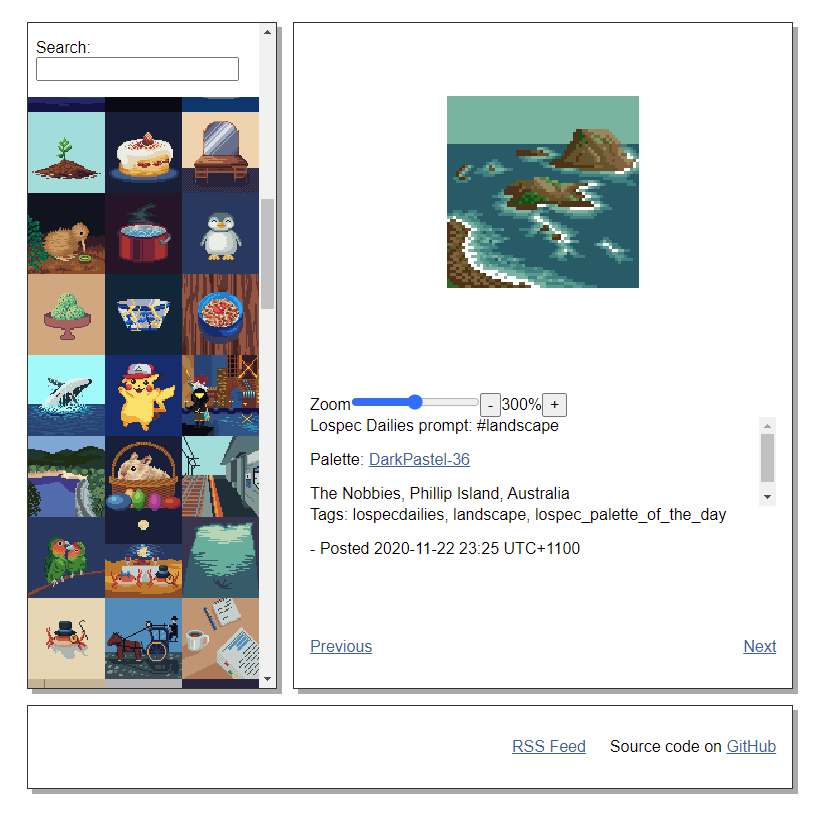 Search:
Zoom - 300% +
Lospec Dailies prompt: #landscape
Palette: DarkPastel-36
The Nobbies, Phillip Island, Australia
Tags: lospecdailies, landscape, lospec_palette_of_the_day
- Posted 2020-11-22 23:25 UTC+1100
Previous Next
RSS Feed Source code on GitHub